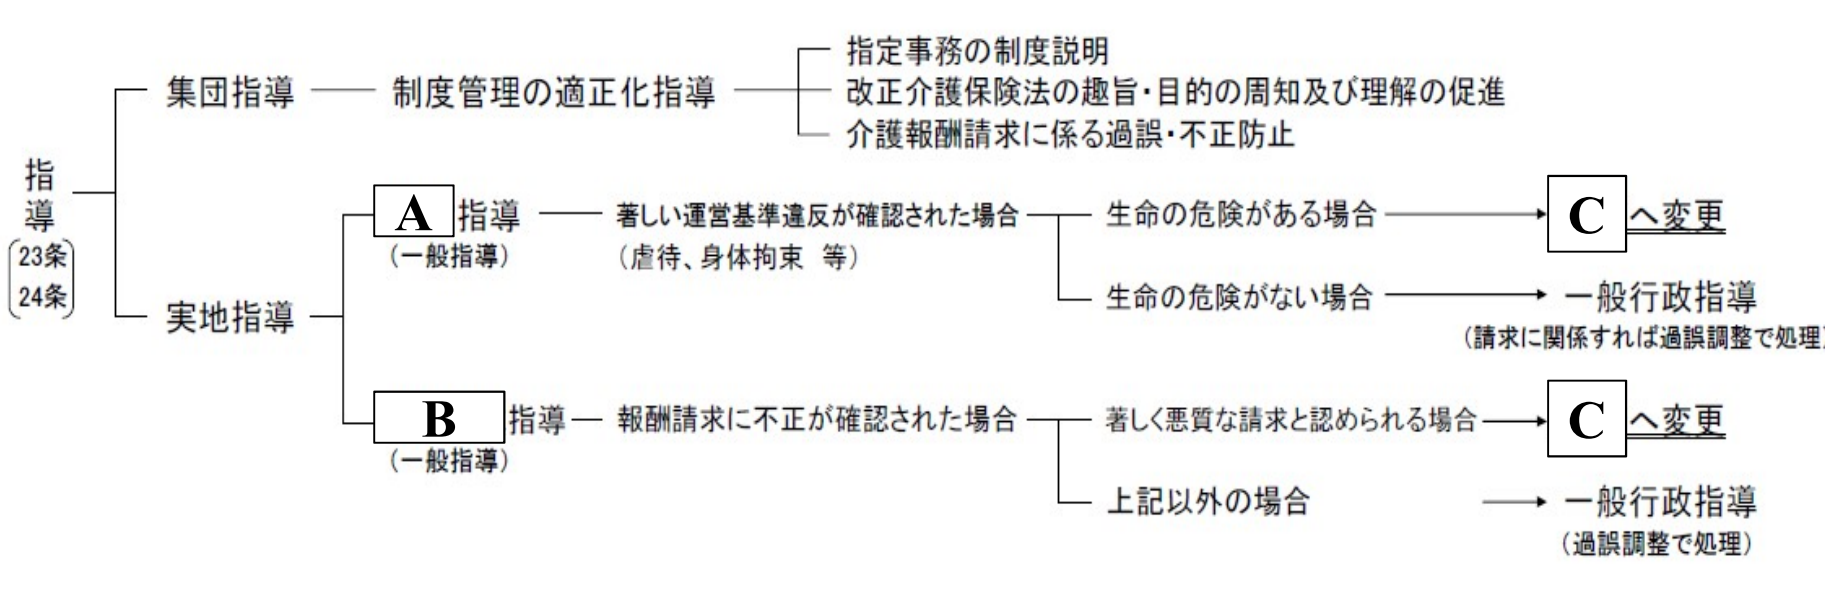 指定事務の制度説明
集団指導 制度管理の適正化指導 改正介護保険法の趣旨・目的の周知及び理解の促進
介護報酬請求に係る過誤・不正防止
指導
23条
24条
A 指導 著しい運営基準違反が確認された場合 生命の危険がある場合 C へ変更
(一般指導) (虐待、身体拘束 等)
生命の危険がない場合 一般行政指導
実地指導
(請求に関係すれば過誤調整で処理)
B 指導 報酬請求に不正が確認された場合 著しく悪質な請求と認められる場合 C へ変更
(一般指導)
上記以外の場合 一般行政指導
(過誤調整で処理)